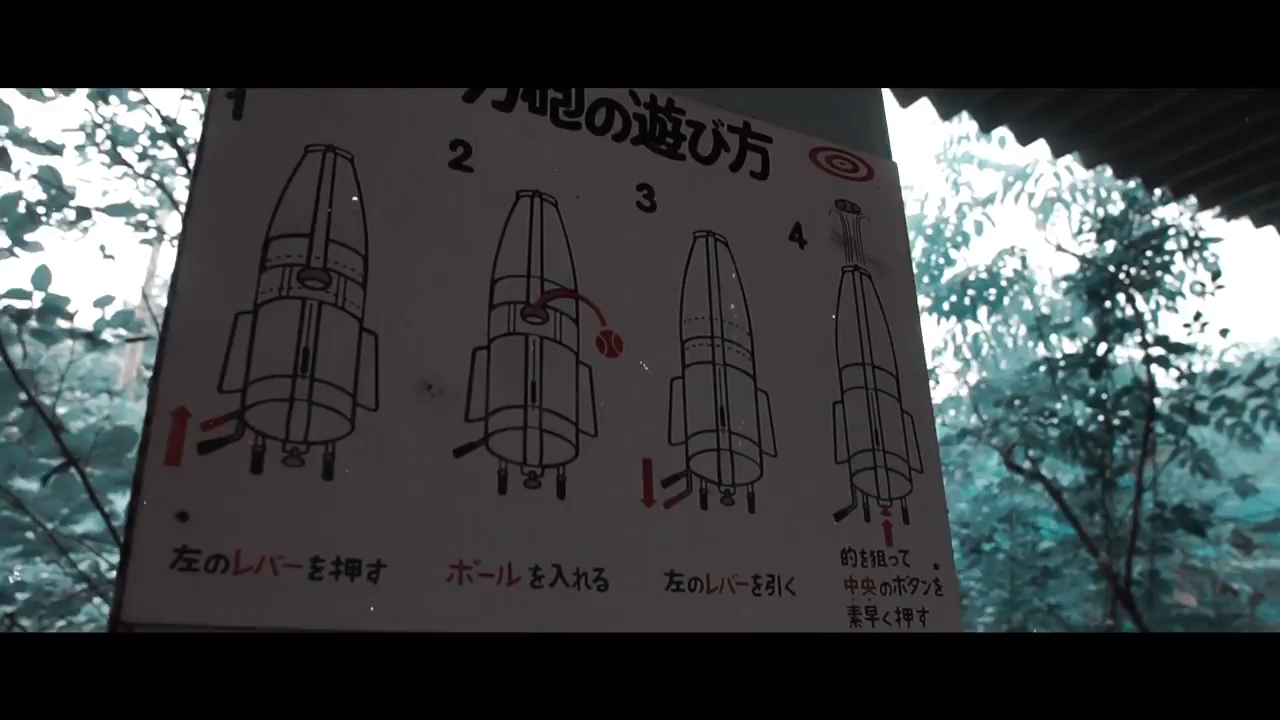 砲の遊び方
1
2
3
4
左のレバーを押す
ボールを入れる
左のレバーを引く
的を狙って
中央のボタンを
素早く押す